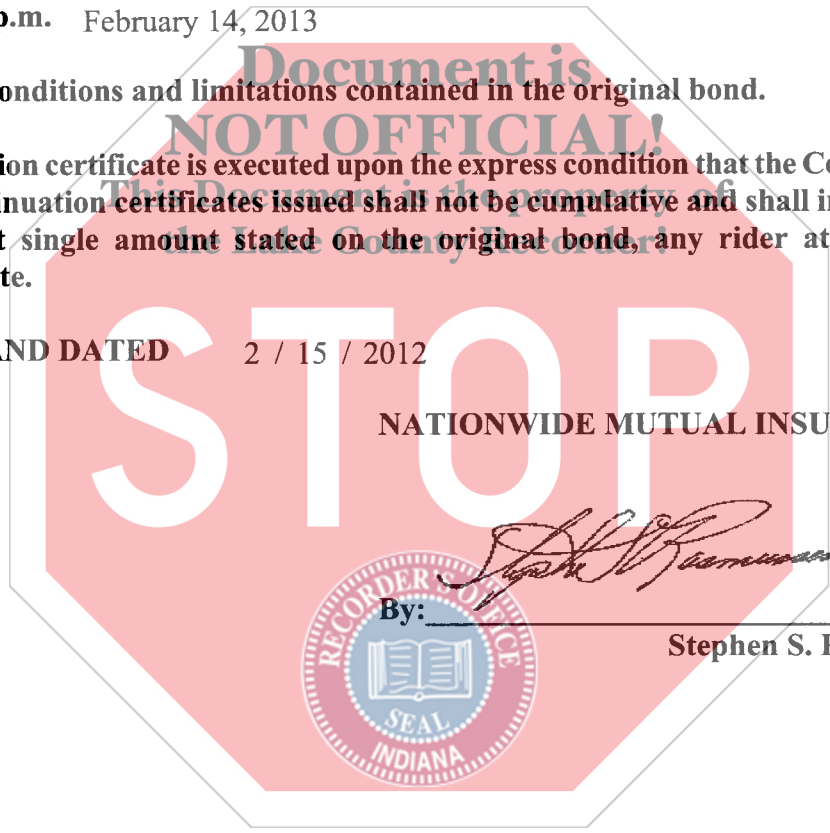 p.m. February 14, 2013
Document is
onditions and limitations contained in the original bond.
NOT OFFICIAL!
ion certificate is executed upon the express condition that the Co
This Document is the property of
inuation certificates issued shall not be cumulative and shall in
t single amount stated on the original bond, any rider at
the Lake County Recorder!
te.
AND DATED 2 / 15 / 2012
STOP
NATIONWIDE MUTUAL INSU
RECORDER'S OFFICE
By:
Stephen S. R
SEAL
INDIANA